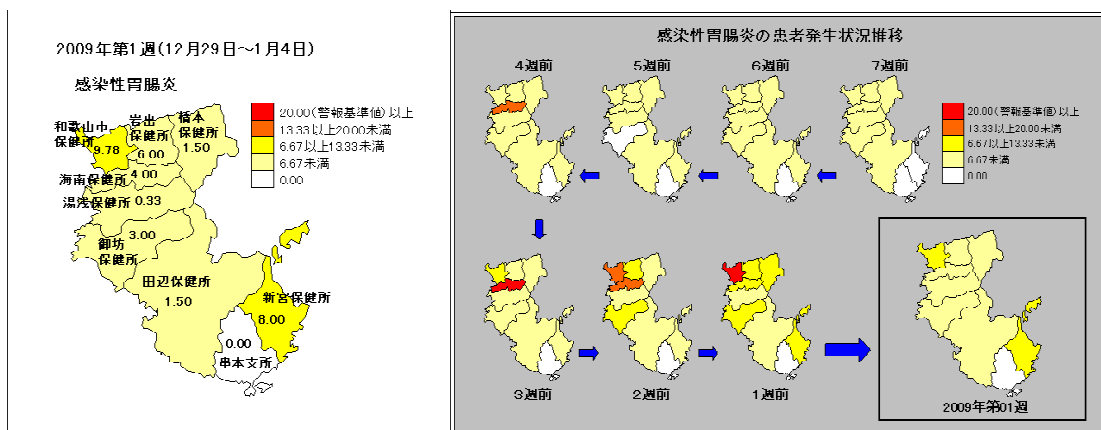 2009年第1週(12月29日～1月4日)
感染性胃腸炎
20.00(警報基準値)以上
13.33以上20.00未満
6.67以上13.33未満
6.67未満
0.00
和歌山市
保健所
9.78
岩出
保健所
6.00
橋本
保健所
1.50
海南保健所
4.00
湯浅保健所
0.33
御坊
保健所
3.00
田辺保健所
1.50
新宮保健所
8.00
0.00
串本支所
感染性胃腸炎の患者発生状況推移
4週前
5週前
6週前
7週前
20.00(警報基準値)以上
13.33以上20.00未満
6.67以上13.33未満
6.67未満
0.00
3週前
2週前
1週前
2009年第01週